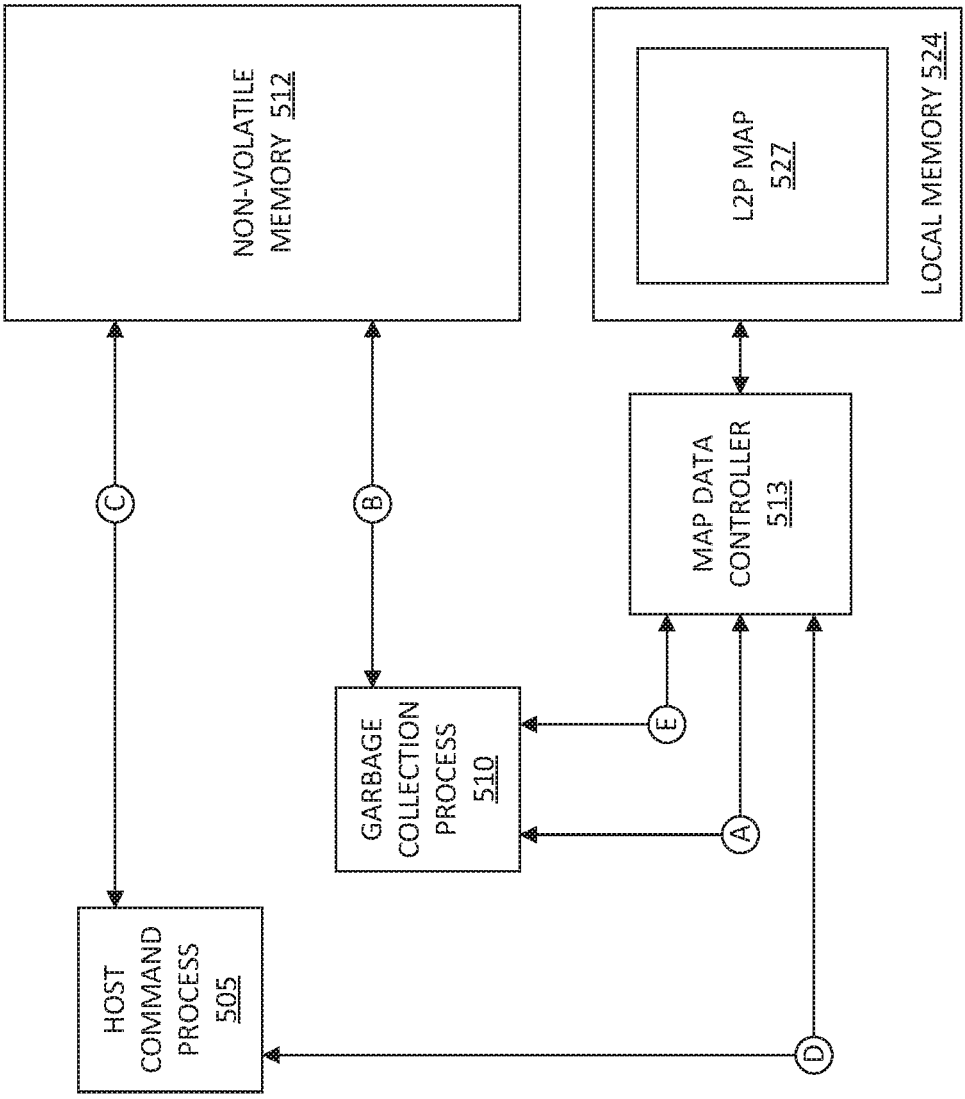 HOST
COMMAND
PROCESS
505
D
C
GARBAGE
COLLECTION
PROCESS
510
A
E
B
MAP DATA
CONTROLLER
513
NON-VOLATILE
MEMORY 512
L2P MAP
527
LOCAL MEMORY 524